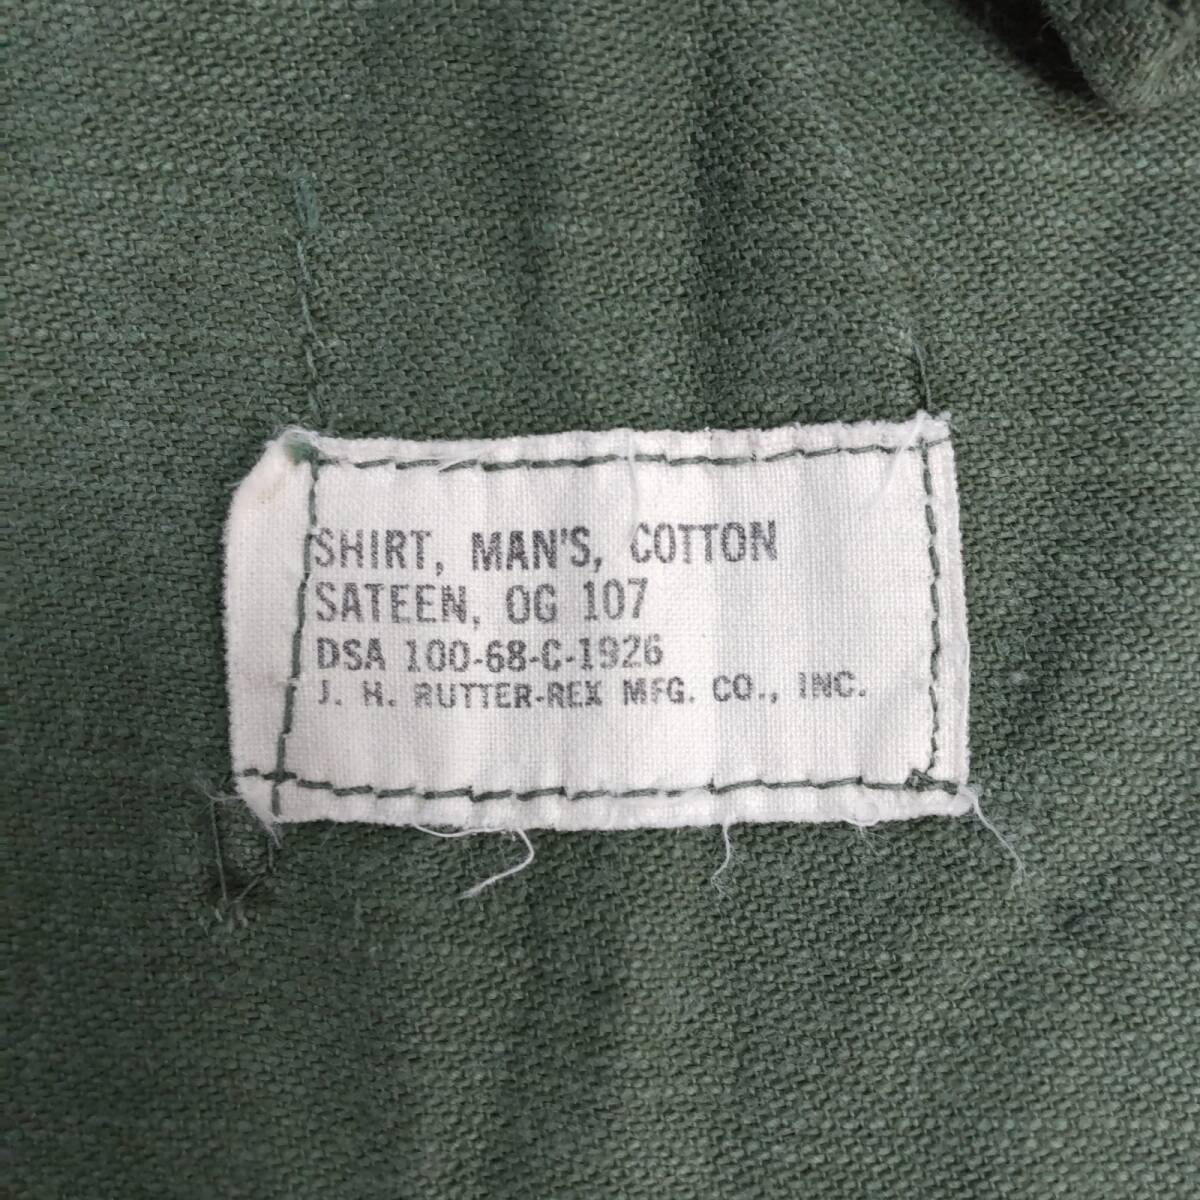 SHIRT, MAN'S, COTTON
SATEEN, OG 107
DSA 100-68-C-1926
J. H. RUTTER-REX MFG. CO., INC.